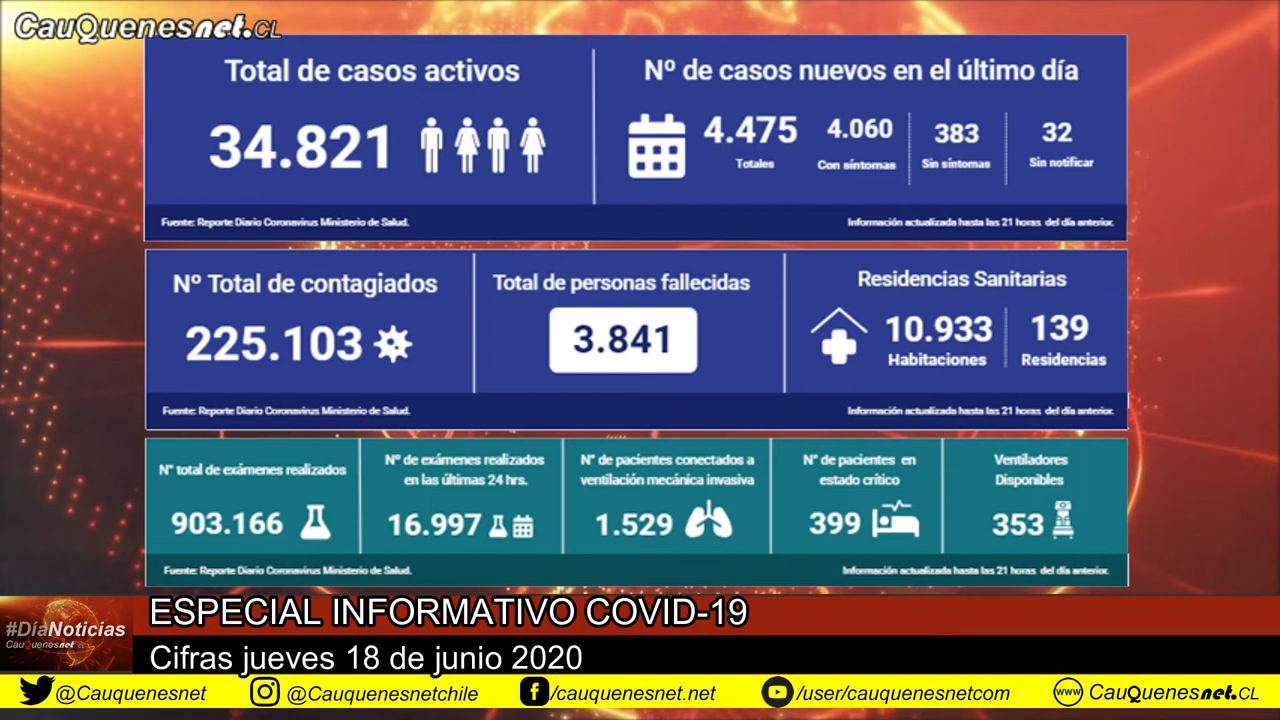 CauQuenesnet.CL
Total de casos activos
34.821
Nº de casos nuevos en el último día
4.475
Totales
4.060
Con síntomas
383
Sin síntomas
32
Sin notificar
Fuente: Reporte Diario Coronavirus Ministerio de Salud.
Información actualizada hasta las 21 horas del día anterior.
Nº Total de contagiados
225.103
Total de personas fallecidas
3.841
Residencias Sanitarias
10.933
Habitaciones
139
Residencias
Fuente: Reporte Diario Coronavirus Ministerio de Salud.
Información actualizada hasta las 21 horas del día anterior.
N° total de exámenes realizados
903.166
Nº de exámenes realizados
en las últimas 24 hrs.
16.997
N° de pacientes conectados a
ventilación mecánica invasiva
1.529
N° de pacientes en
estado crítico
399
Ventiladores
Disponibles
353
Fuente: Reporte Diario Coronavirus Ministerio de Salud.
Información actualizada hasta las 21 horas del día anterior.
#DíaNoticias
CauQuenesnet.CL
ESPECIAL INFORMATIVO COVID-19
Cifras jueves 18 de junio 2020
@Cauquenesnet
@Cauquenesnetchile
/cauquenesnet.net
/user/cauquenesnetcom
www
CauQuenesnet.CL